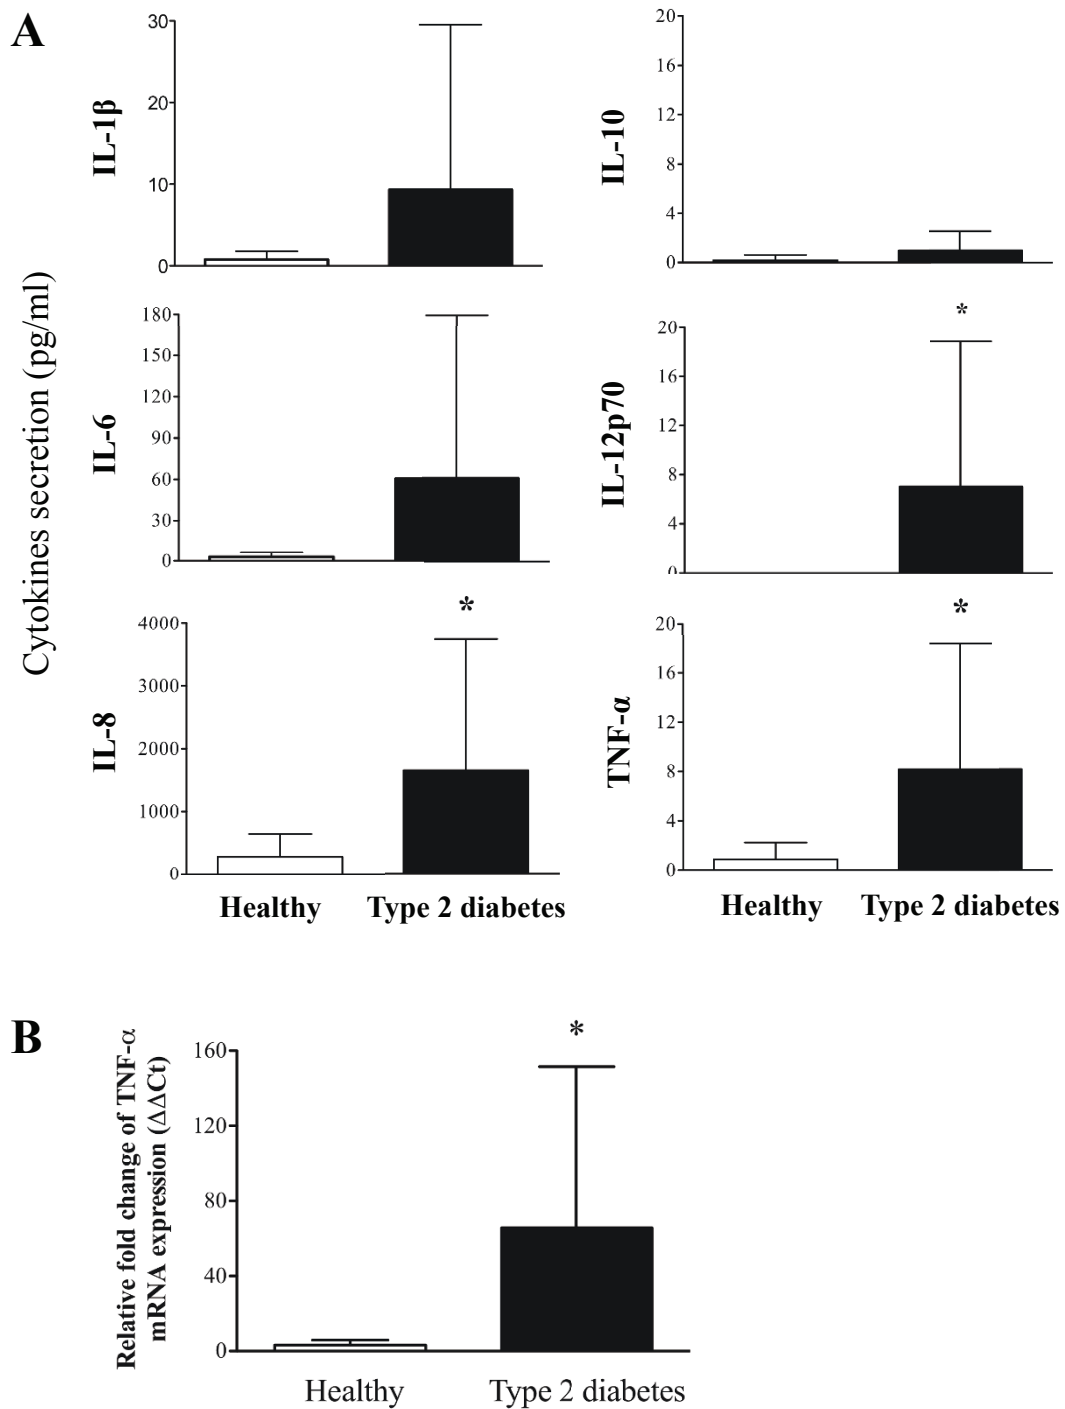 A
Cytokines secretion (pg/ml)
IL-1β
30
20
10
0
IL-10
20
16
12
8
4
0
IL-6
180
150
120
90
60
30
0
IL-12p70
20
16
12
8
4
0
*
IL-8
4000
3000
2000
1000
0
*
Healthy
Type 2 diabetes
TNF-α
20
16
12
8
4
0
*
Healthy
Type 2 diabetes
B
Relative fold change of TNF-α
mRNA expression (ΔΔCt)
160
120
80
40
0
*
Healthy
Type 2 diabetes